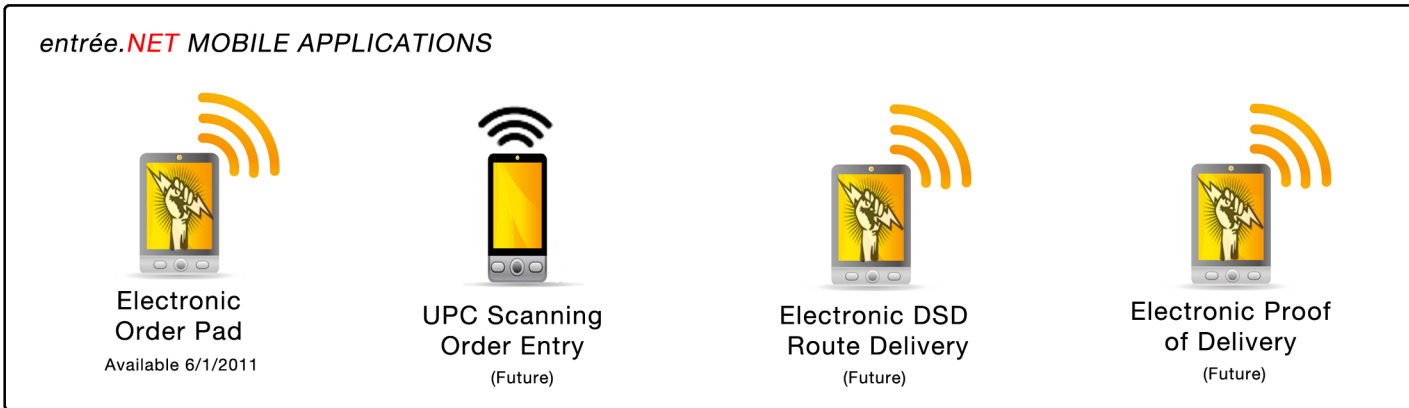 entrée.NET MOBILE APPLICATIONS
Electronic
Order Pad
Available 6/1/2011
UPC Scanning
Order Entry
(Future)
Electronic DSD
Route Delivery
(Future)
Electronic Proof
of Delivery
(Future)